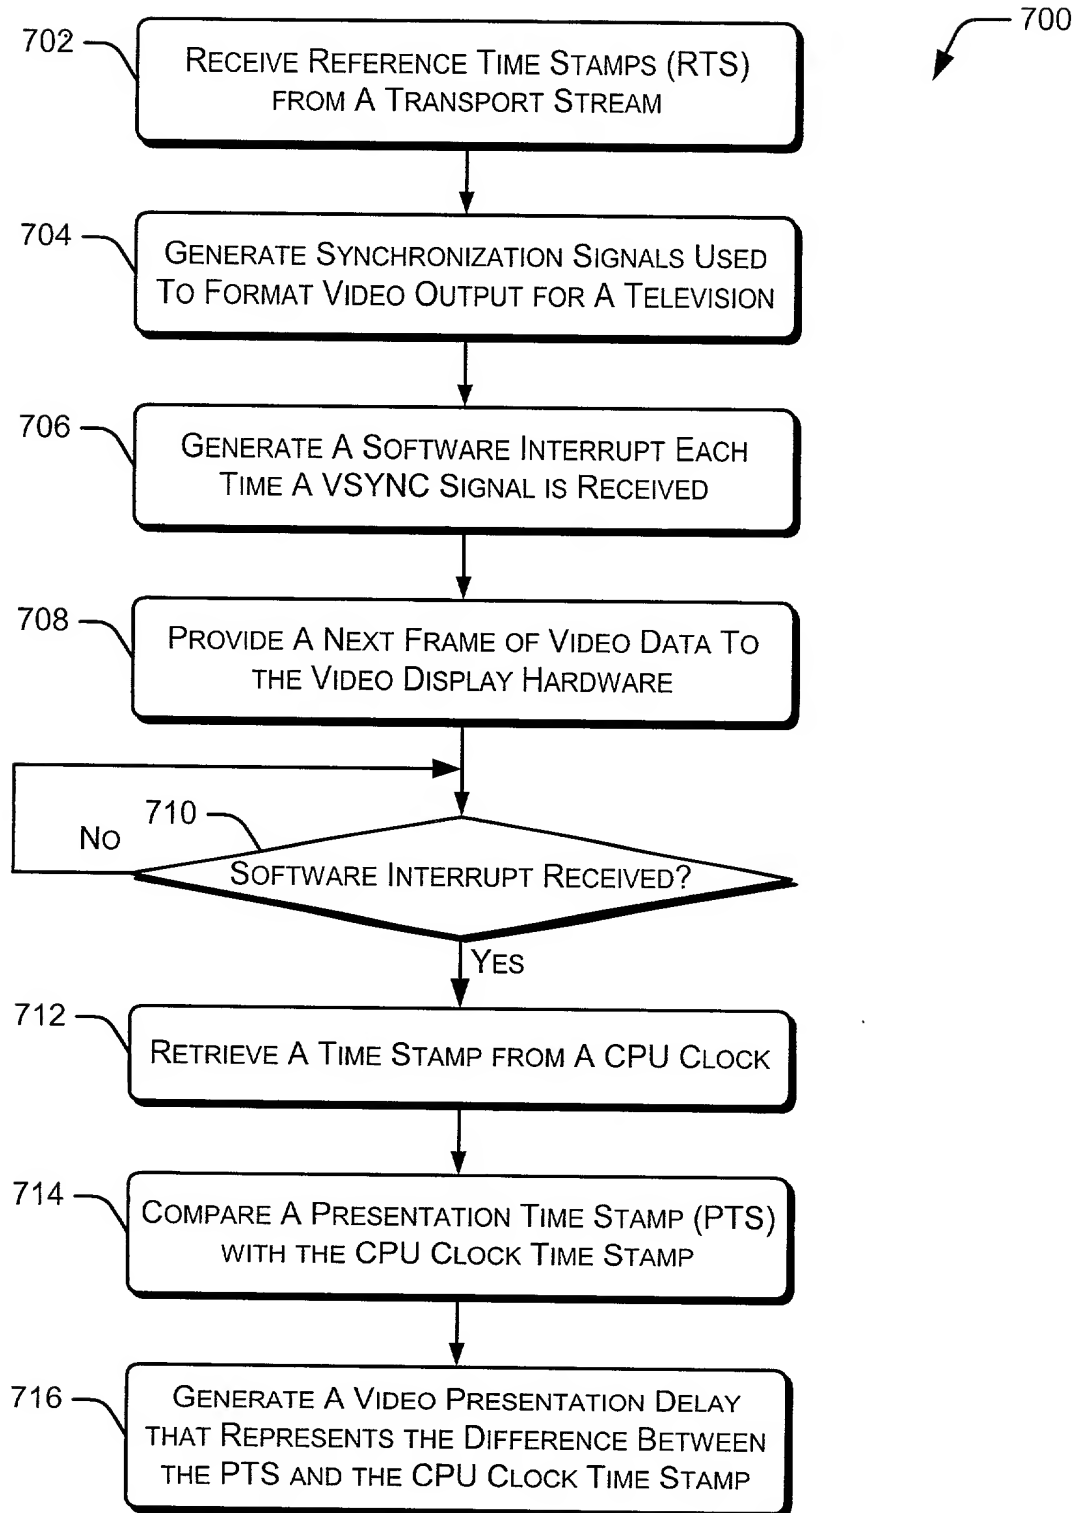 700
702
RECEIVE REFERENCE TIME STAMPS (RTS)
FROM A TRANSPORT STREAM
704
GENERATE SYNCHRONIZATION SIGNALS USED
TO FORMAT VIDEO OUTPUT FOR A TELEVISION
706
GENERATE A SOFTWARE INTERRUPT EACH
TIME A VSYNC SIGNAL IS RECEIVED
708
PROVIDE A NEXT FRAME OF VIDEO DATA TO
THE VIDEO DISPLAY HARDWARE
710
NO
SOFTWARE INTERRUPT RECEIVED?
YES
712
RETRIEVE A TIME STAMP FROM A CPU CLOCK
714
COMPARE A PRESENTATION TIME STAMP (PTS)
WITH THE CPU CLOCK TIME STAMP
716
GENERATE A VIDEO PRESENTATION DELAY
THAT REPRESENTS THE DIFFERENCE BETWEEN
THE PTS AND THE CPU CLOCK TIME STAMP